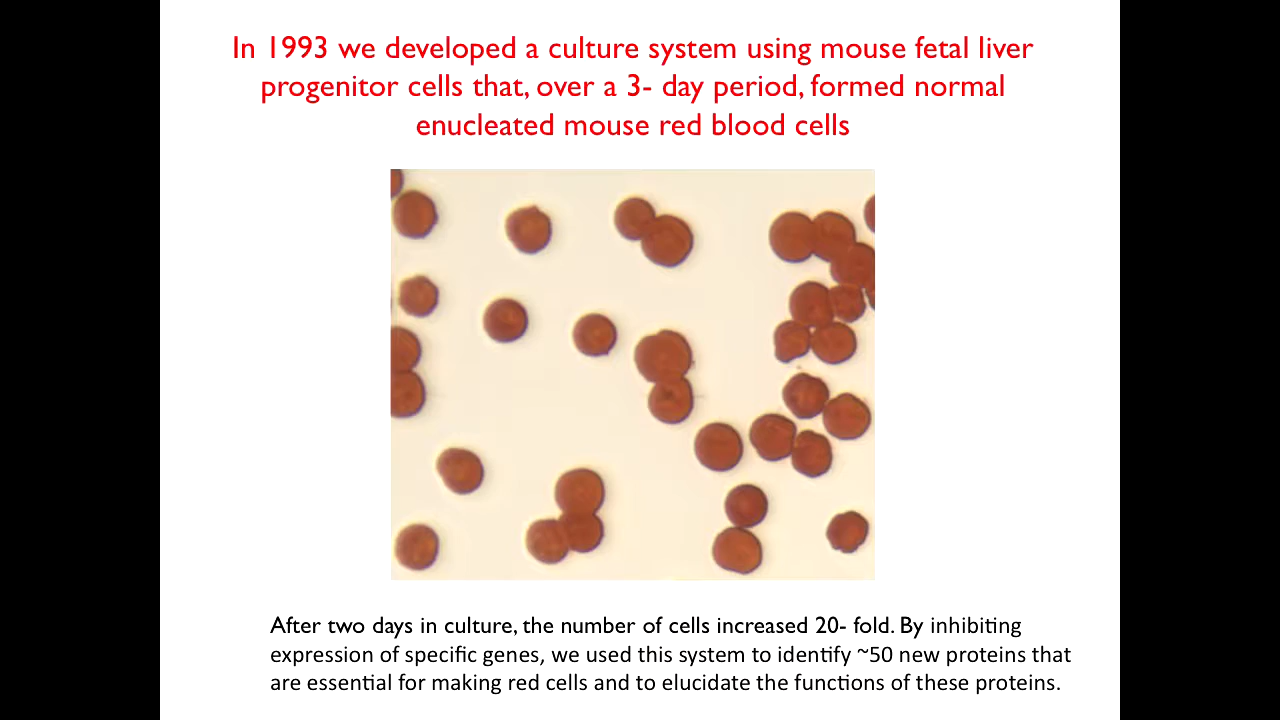 In 1993 we developed a culture system using mouse fetal liver
progenitor cells that, over a 3- day period, formed normal
enucleated mouse red blood cells
After two days in culture, the number of cells increased 20- fold. By inhibiting
expression of specific genes, we used this system to identify ~50 new proteins that
are essential for making red cells and to elucidate the functions of these proteins.